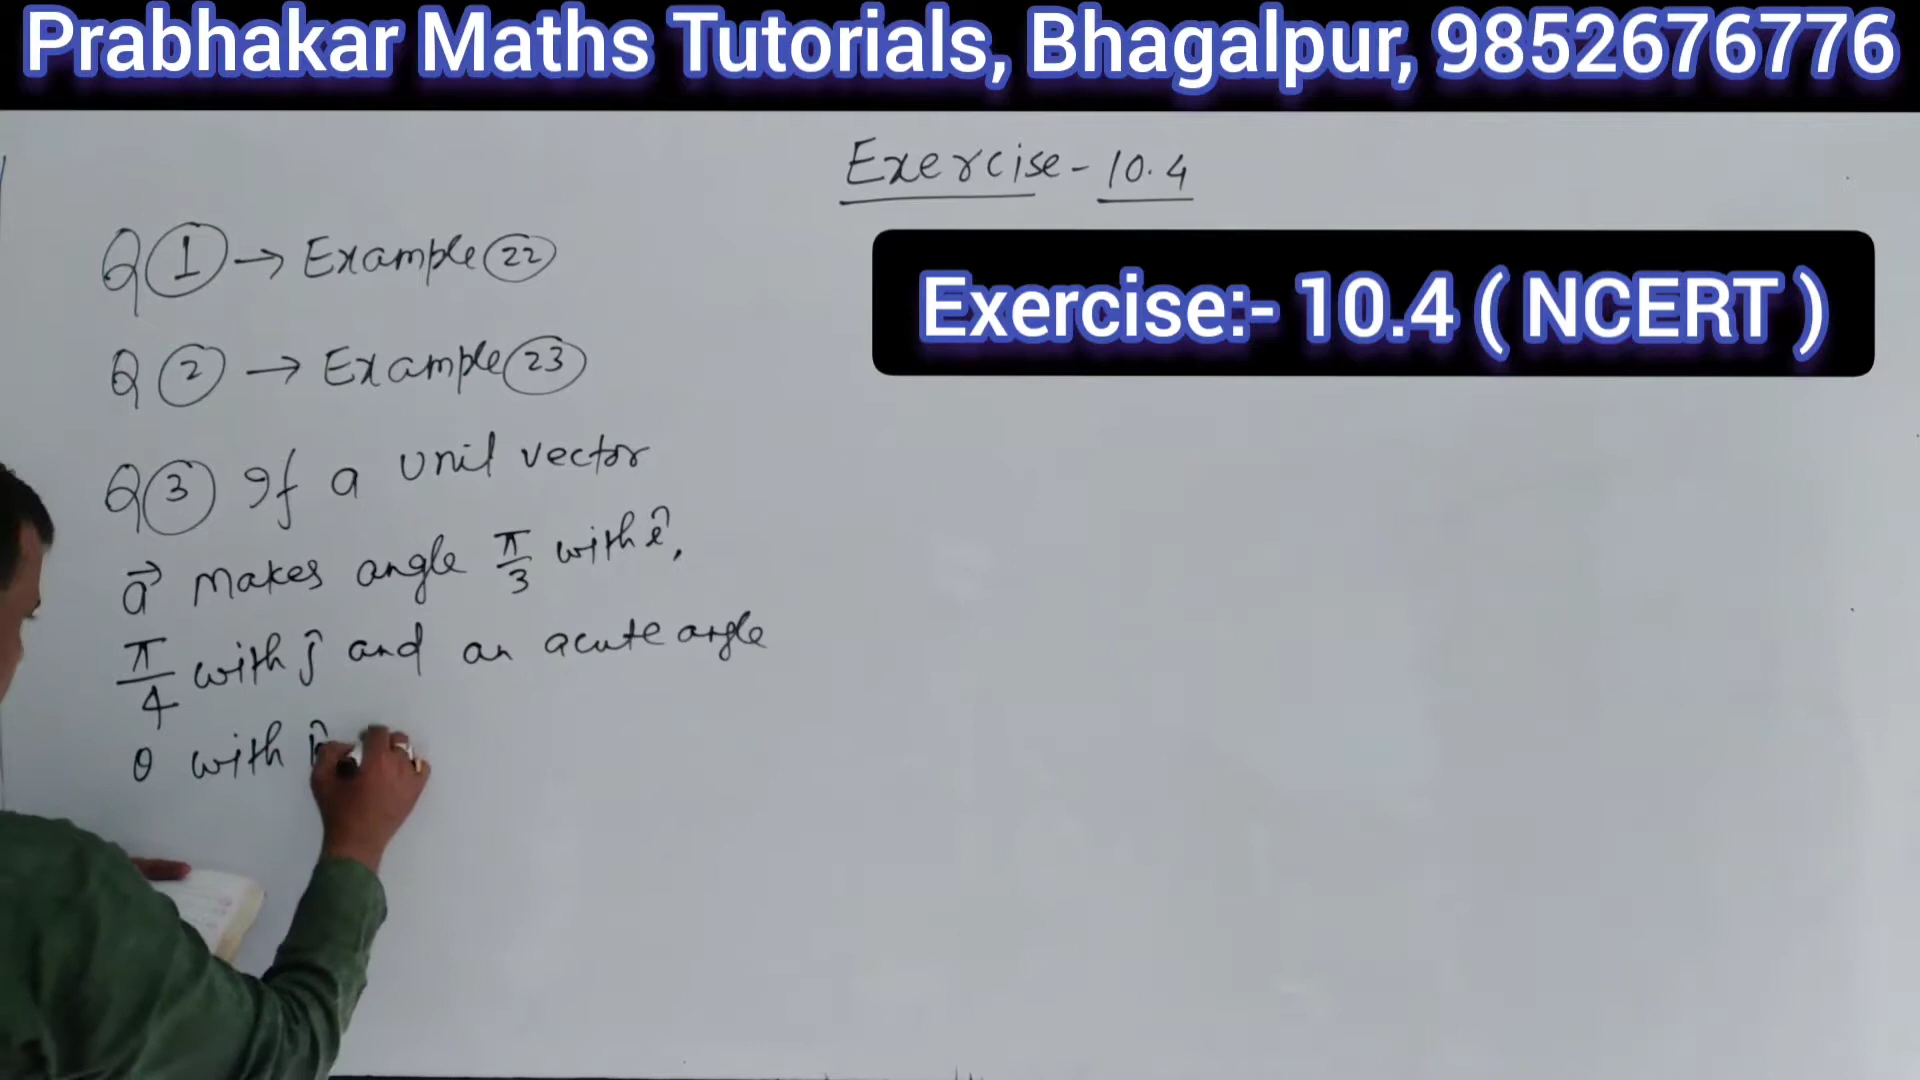 Prabhakar Maths Tutorials, Bhagalpur, 9852676776
Exercise - 10.4
Exercise:- 10.4 ( NCERT )
Q 1 → Example 22
Q 2 → Example 23
Q 3 If a unit vector
a⃗ makes angle π/3 with î,
π/4 with ĵ and an acute angle
θ with